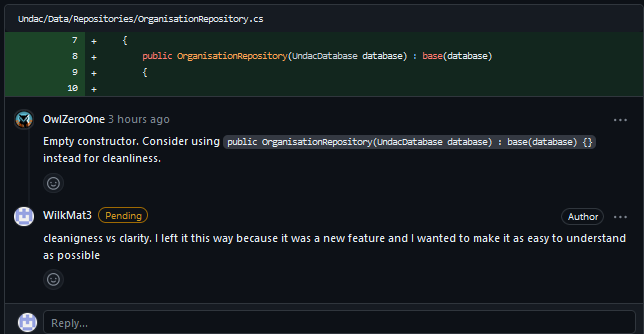 Undac/Data/Repositories/OrganisationRepository.cs
7 + {
8 + public OrganisationRepository(UndacDatabase database) : base(database)
9 + {
10 +
OwlZeroOne 3 hours ago
Empty constructor. Consider using public OrganisationRepository(UndacDatabase database) : base(database) {}
instead for cleanliness.
WilkMat3 Pending Author
cleanigness vs clarity. I left it this way because it was a new feature and I wanted to make it as easy to understand
as possible
Reply...